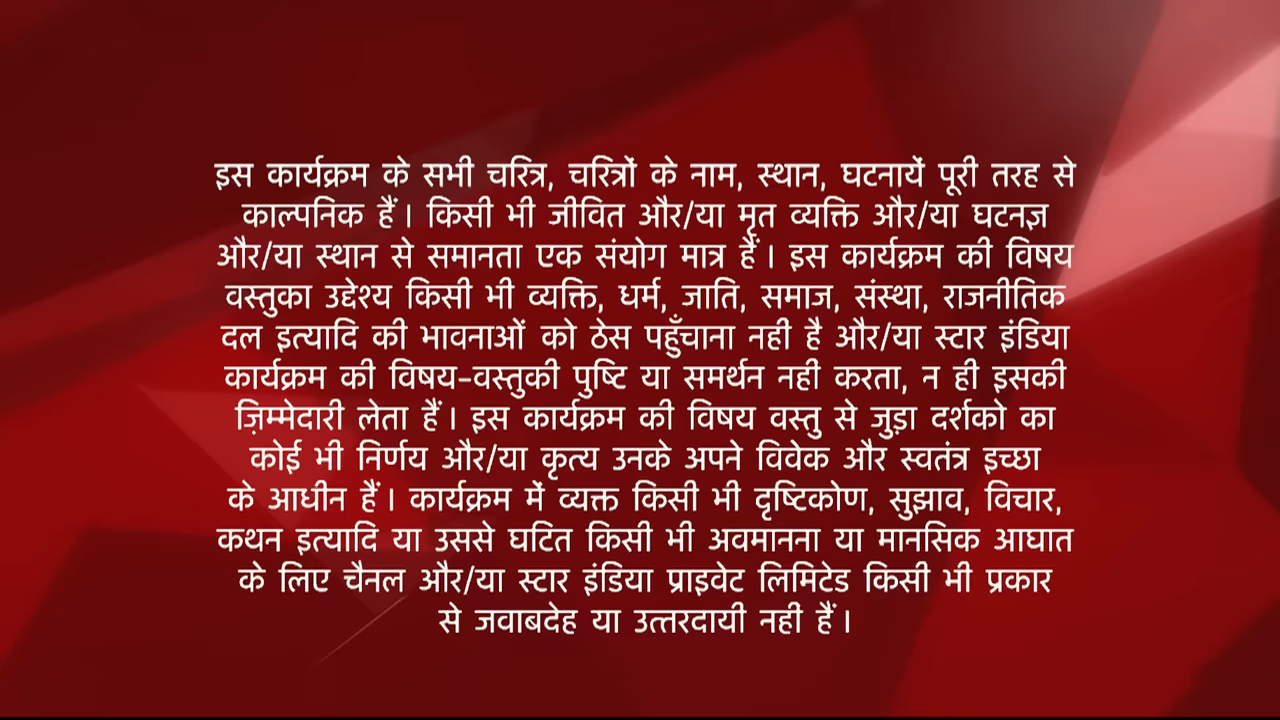 इस कार्यक्रम के सभी चरित्र, चरित्रों के नाम, स्थान, घटनायें पूरी तरह से
काल्पनिक हैं। किसी भी जीवित और/या मृत व्यक्ति और/या घटनज्ञ
और/या स्थान से समानता एक संयोग मात्र हैं। इस कार्यक्रम की विषय
वस्तुका उद्देश्य किसी भी व्यक्ति, धर्म, जाति, समाज, संस्था, राजनीतिक
दल इत्यादि की भावनाओं को ठेस पहुँचाना नही है और/या स्टार इंडिया
कार्यक्रम की विषय-वस्तुकी पुष्टि या समर्थन नही करता, न ही इसकी
ज़िम्मेदारी लेता हैं। इस कार्यक्रम की विषय वस्तु से जुड़ा दर्शको का
कोई भी निर्णय और/या कृत्य उनके अपने विवेक और स्वतंत्र इच्छा
के आधीन हैं। कार्यक्रम में व्यक्त किसी भी दृष्टिकोण, सुझाव, विचार,
कथन इत्यादि या उससे घटित किसी भी अवमानना या मानसिक आघात
के लिए चैनल और/या स्टार इंडिया प्राइवेट लिमिटेड किसी भी प्रकार
से जवाबदेह या उत्तरदायी नही हैं।